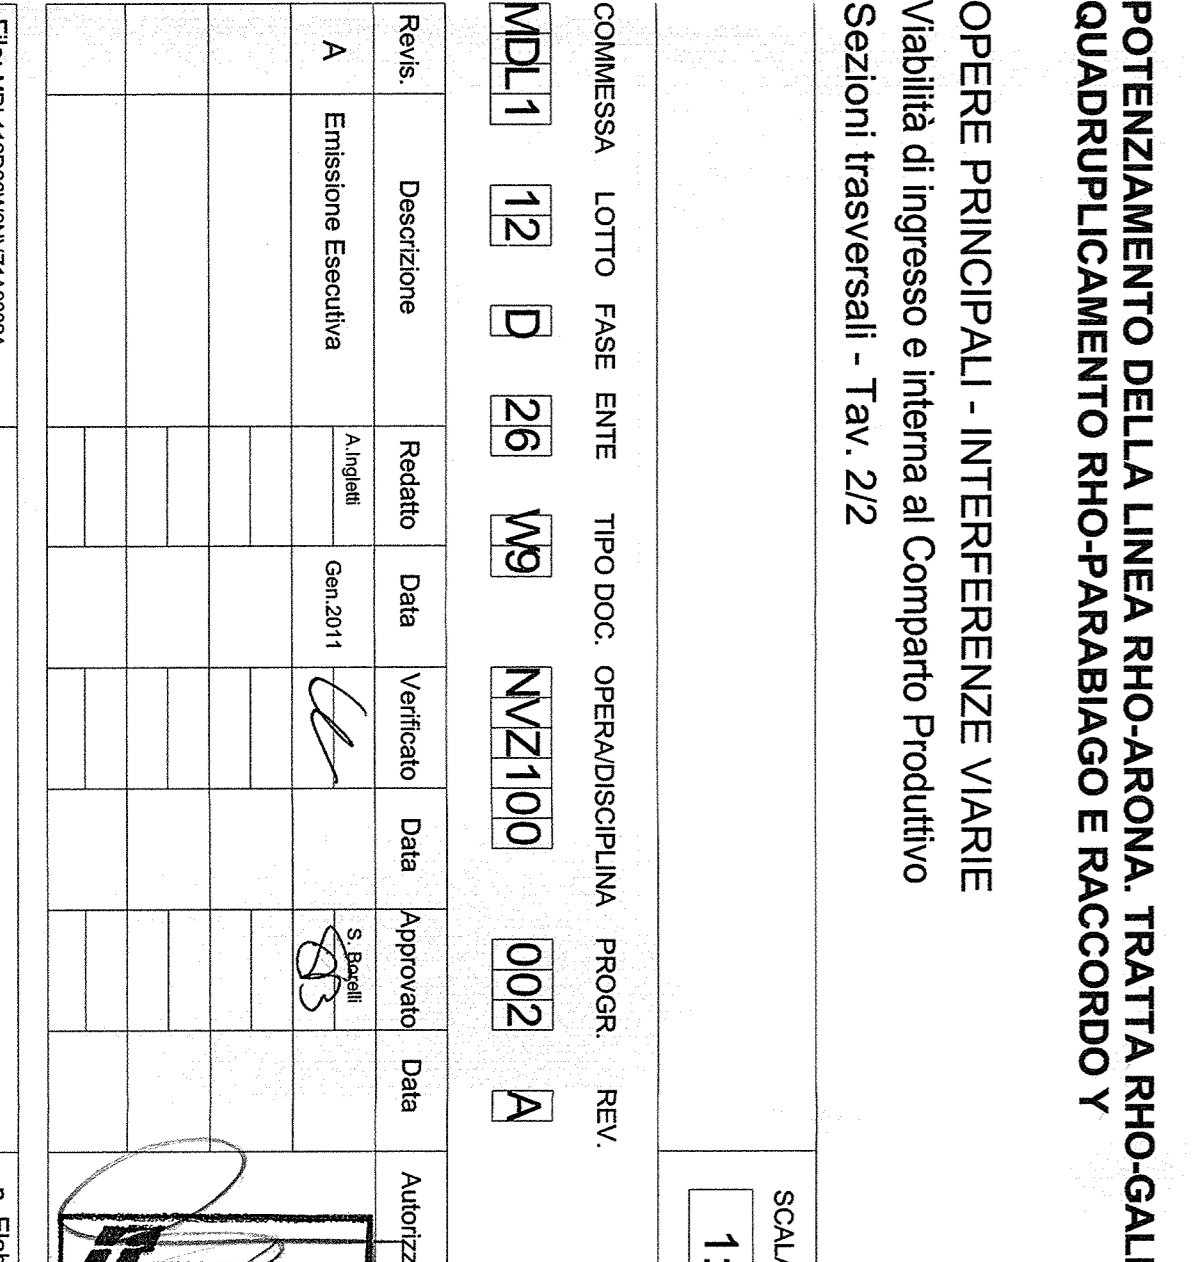 POTENZIAMENTO DELLA LINEA RHO-ARONA. TRATTA RHO-GALL
QUADRUPLICAMENTO RHO-PARABIAGO E RACCORDO Y
OPERE PRINCIPALI - INTERFERENZE VIARIE
Viabilità di ingresso e interna al Comparto Produttivo
Sezioni trasversali - Tav. 2/2
SCALA
1:
COMMESSA LOTTO FASE ENTE TIPO DOC. OPERA/DISCIPLINA PROGR. REV.
MDL1 12 D 26 W9 NVZ100 002 A
Revis. Descrizione Redatto Data Verificato Data Approvato Data Autorizz
A Emissione Esecutiva A.Ingletti Gen.2011 S. Borelli